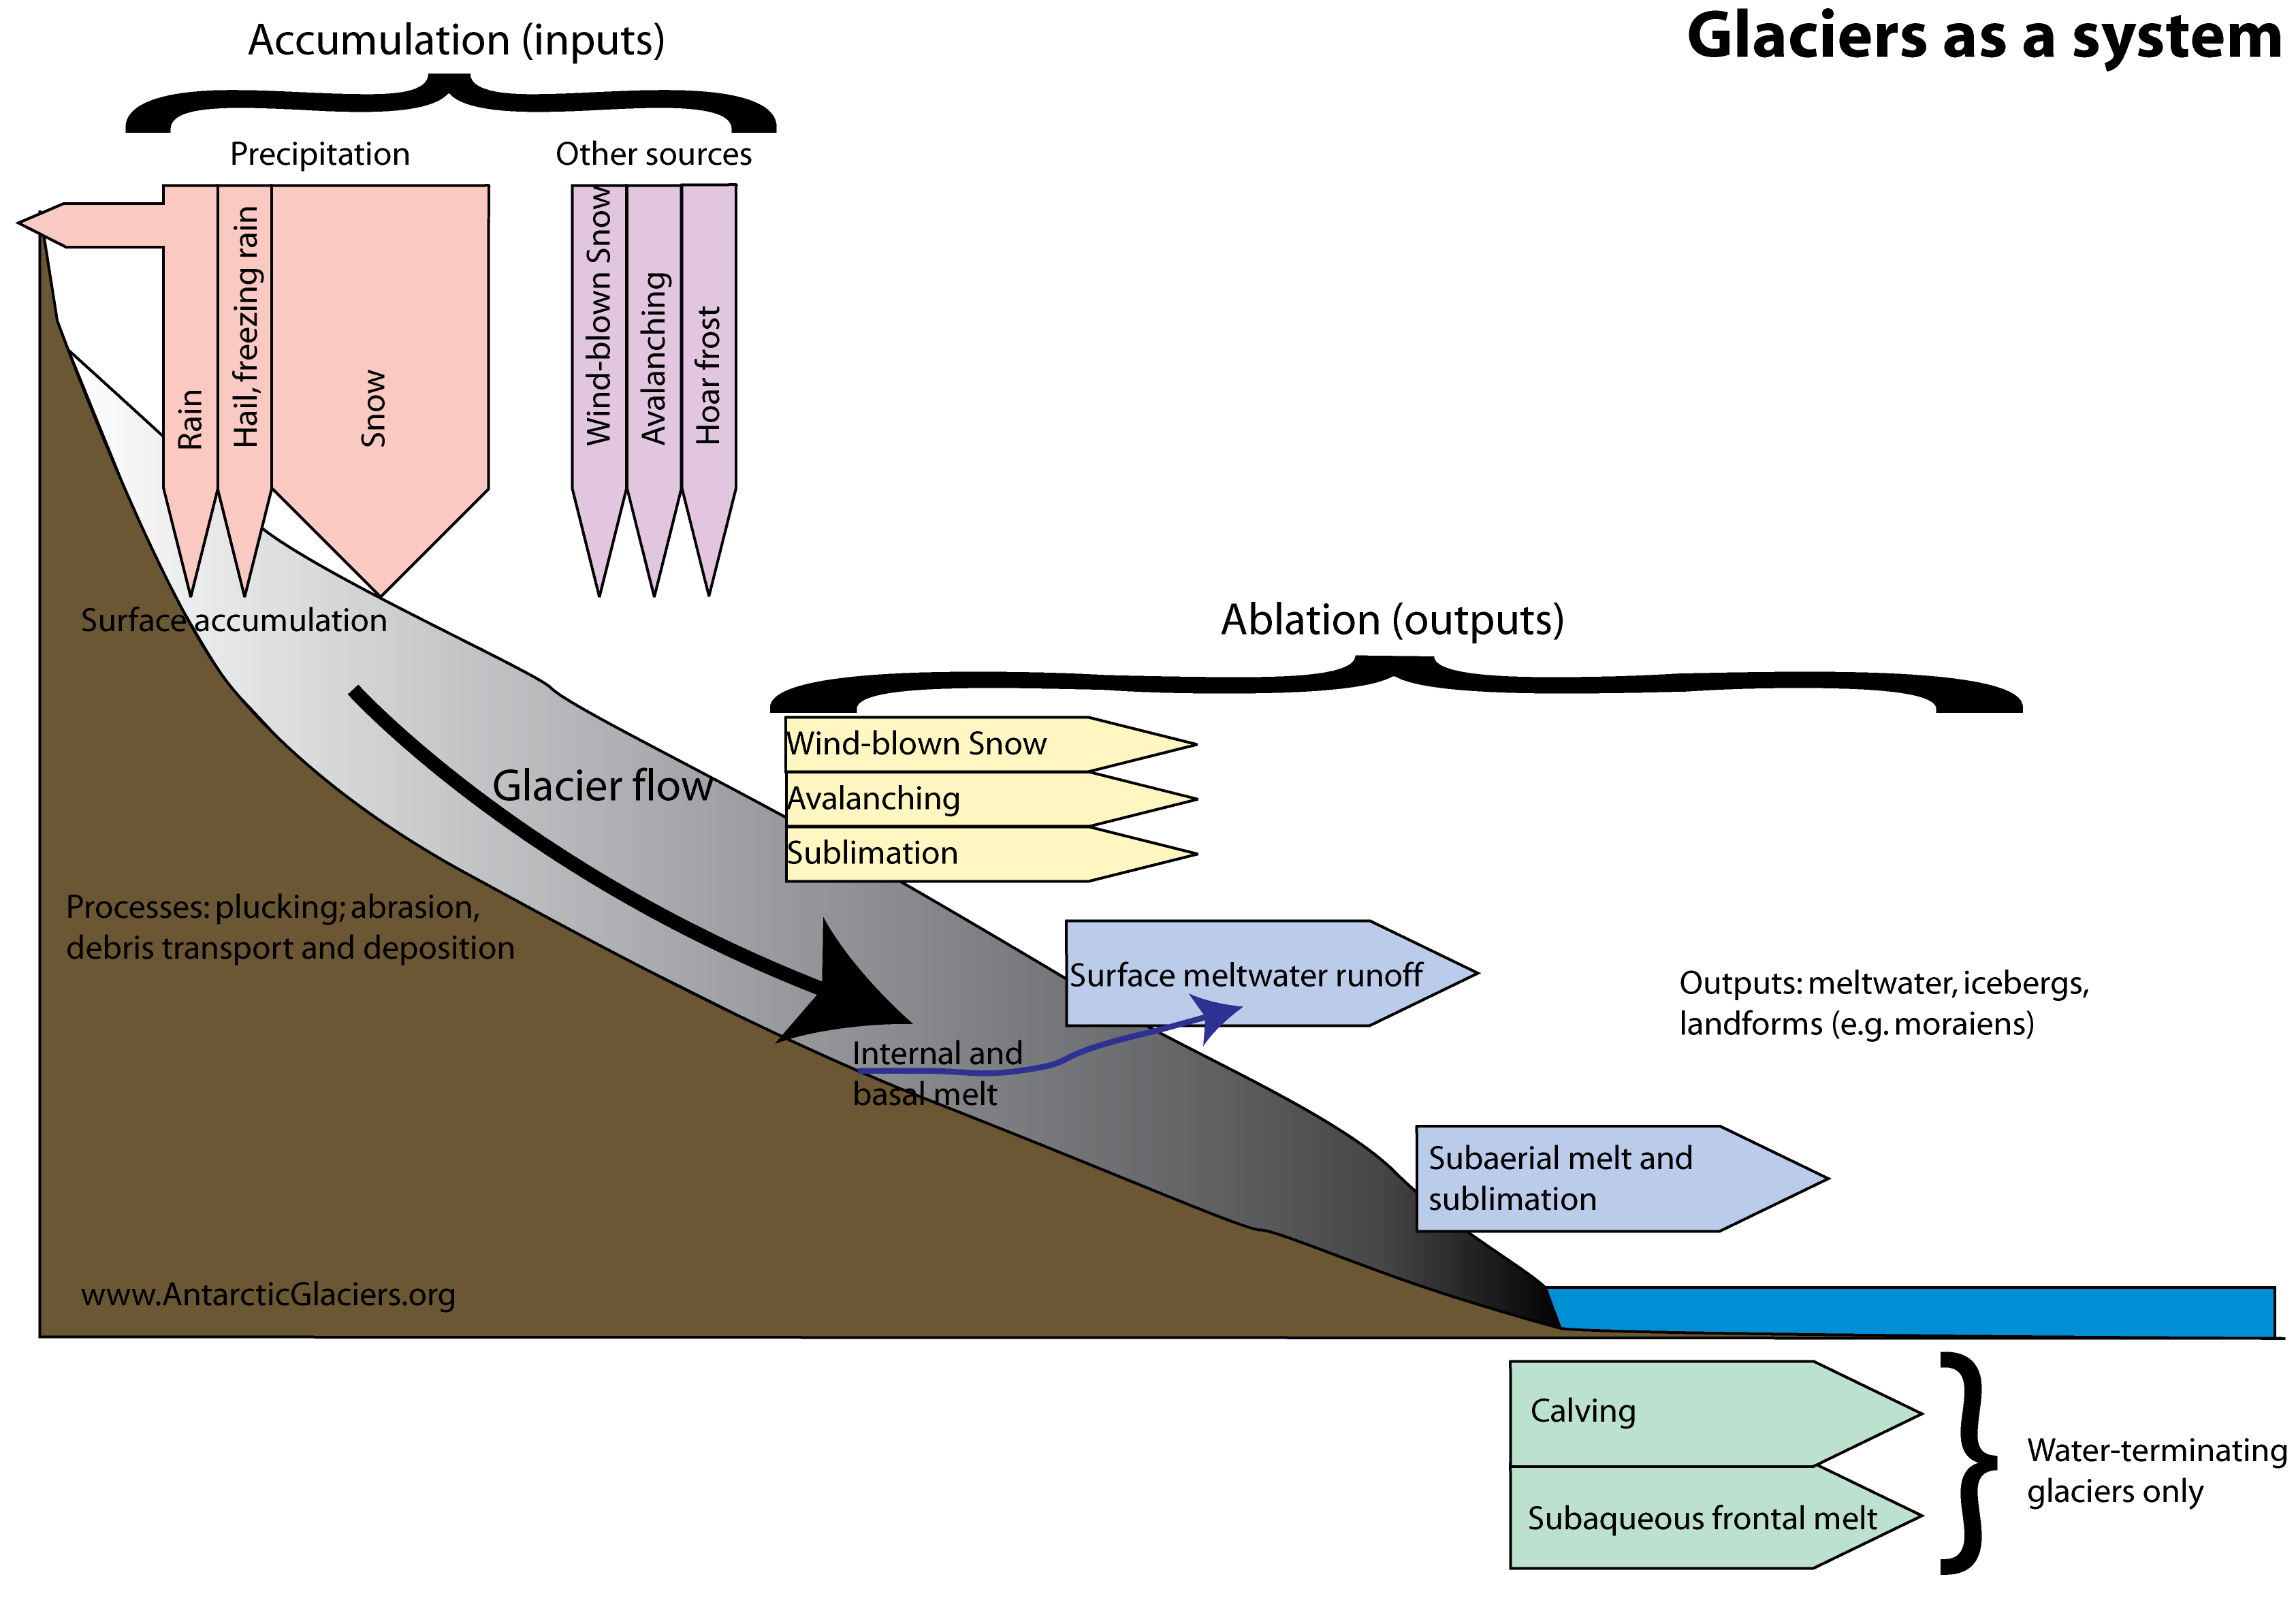 Glaciers as a system
Accumulation (inputs)
Precipitation
Other sources
Rain
Hail, freezing rain
Snow
Wind-blown Snow
Avalanching
Hoar frost
Surface accumulation
Ablation (outputs)
Wind-blown Snow
Avalanching
Sublimation
Glacier flow
Processes: plucking; abrasion,
debris transport and deposition
Surface meltwater runoff
Outputs: meltwater, icebergs,
landforms (e.g. moraiens)
Internal and
basal melt
Subaerial melt and
sublimation
www.AntarcticGlaciers.org
Calving
Subaqueous frontal melt
Water-terminating
glaciers only